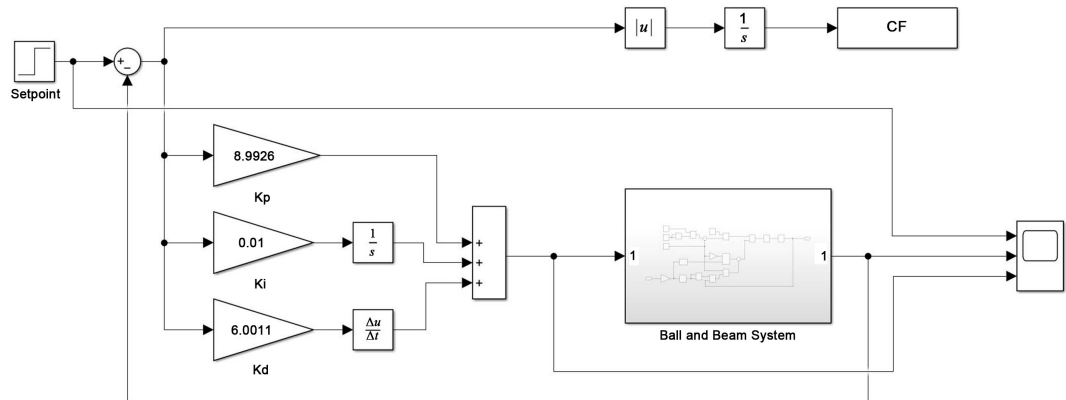 |u|
1
s
CF
Setpoint
+
−
8.9926
Kp
0.01
Ki
1
s
6.0011
Kd
Δu
Δt
+
+
+
1
1
Ball and Beam System